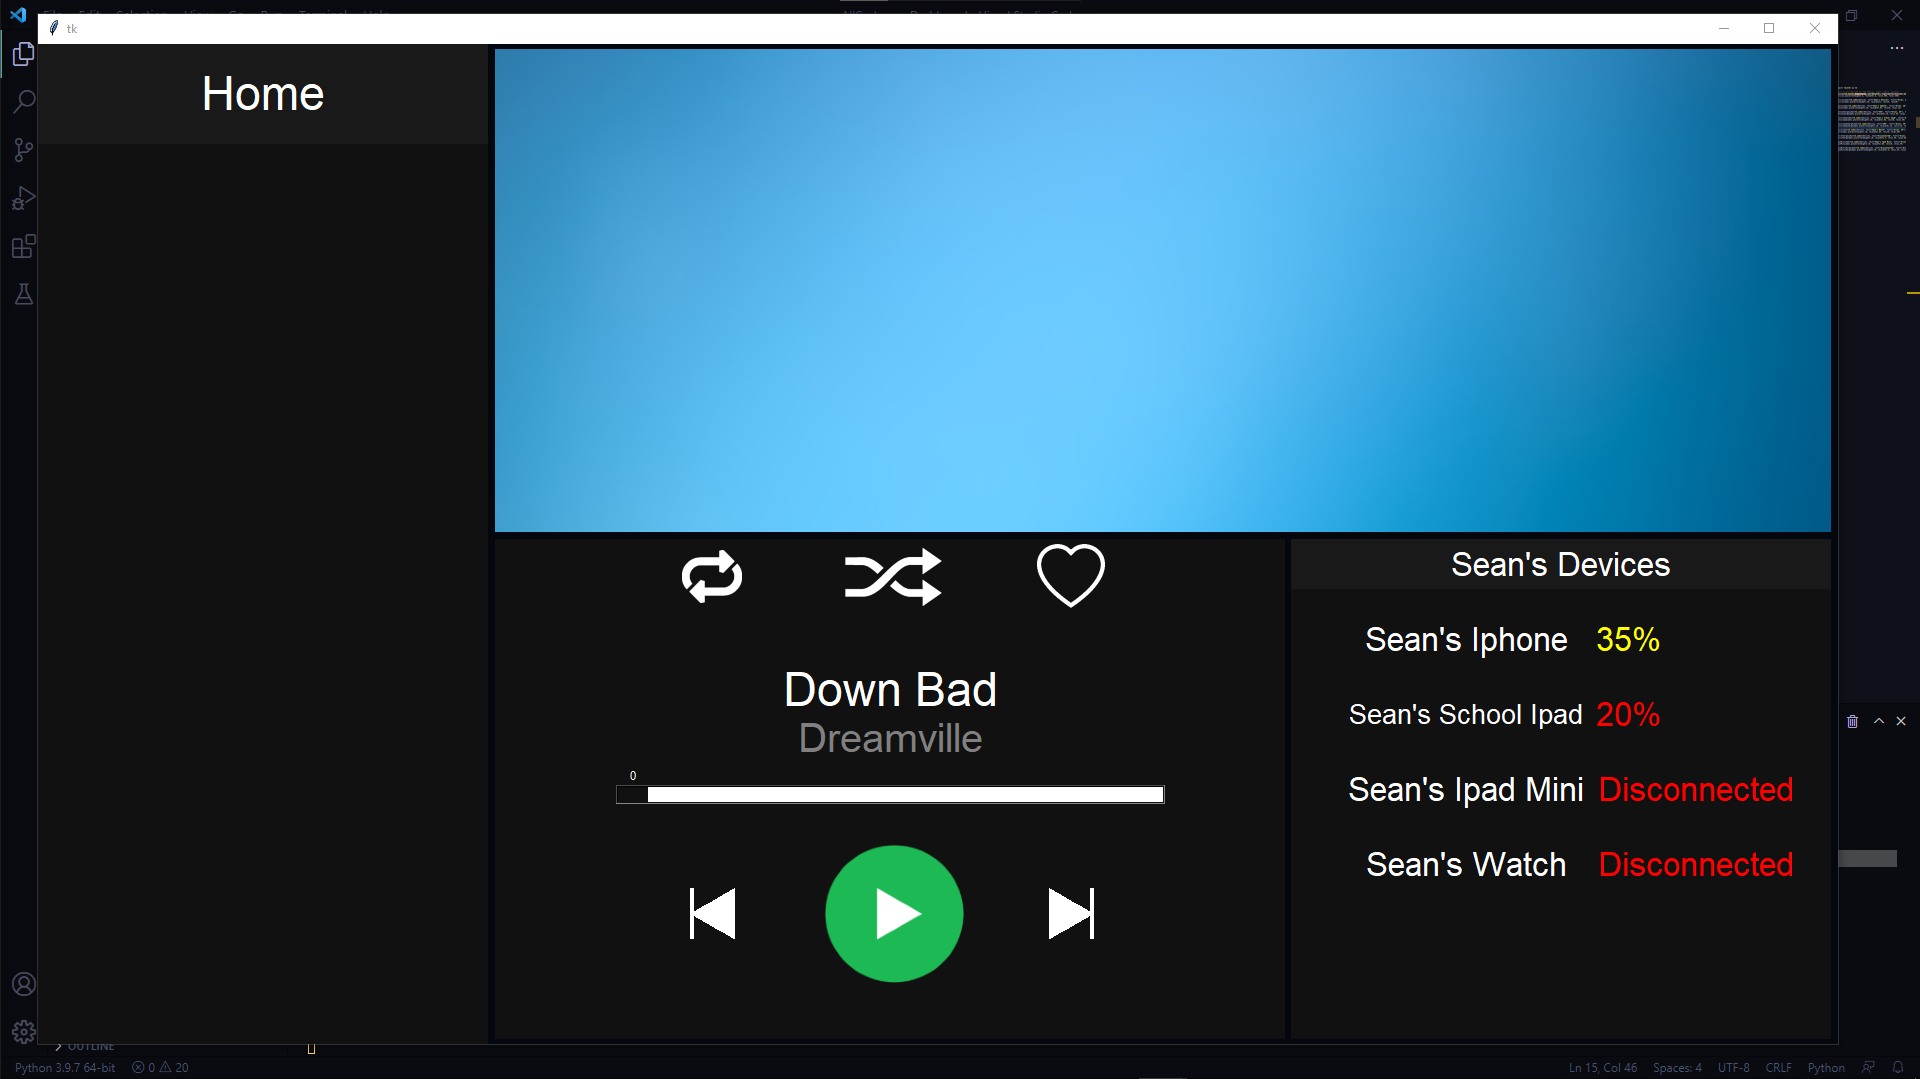 tk
Home
Sean's Devices
Sean's Iphone 35%
Sean's School Ipad 20%
Sean's Ipad Mini Disconnected
Sean's Watch Disconnected
Down Bad
Dreamville
0
OUTLINE
Python 3.9.7 64-bit 0 20 Ln 15, Col 46 Spaces: 4 UTF-8 CRLF Python